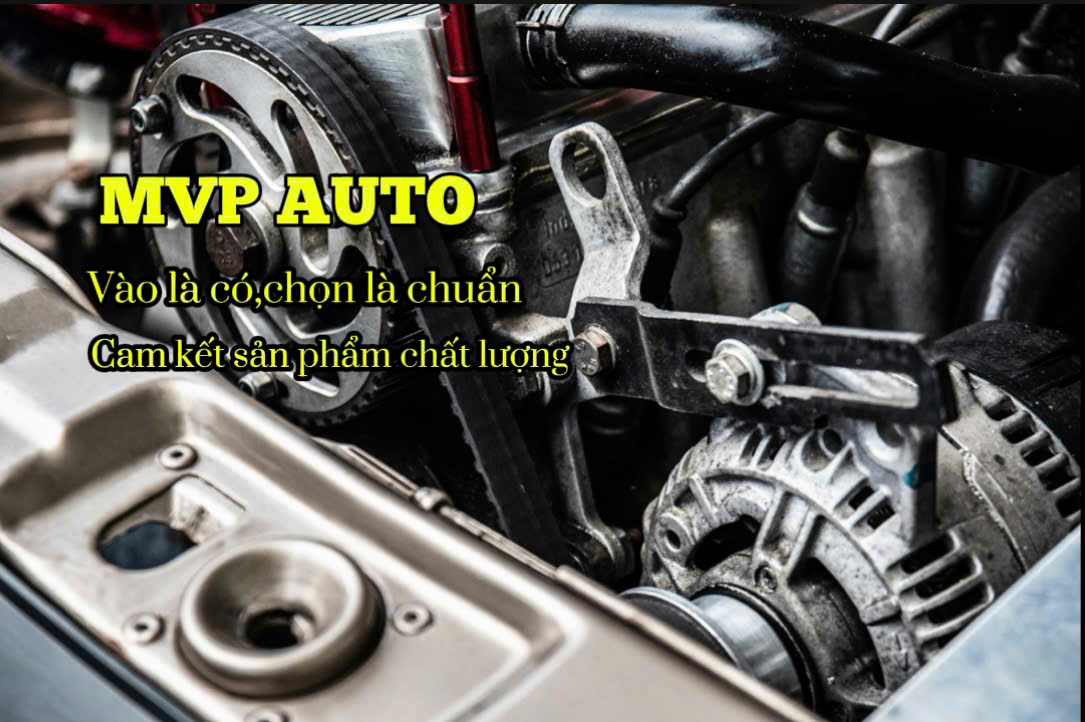 MVP AUTO
Vào là có,chọn là chuẩn
Cam kết sản phẩm chất lượng